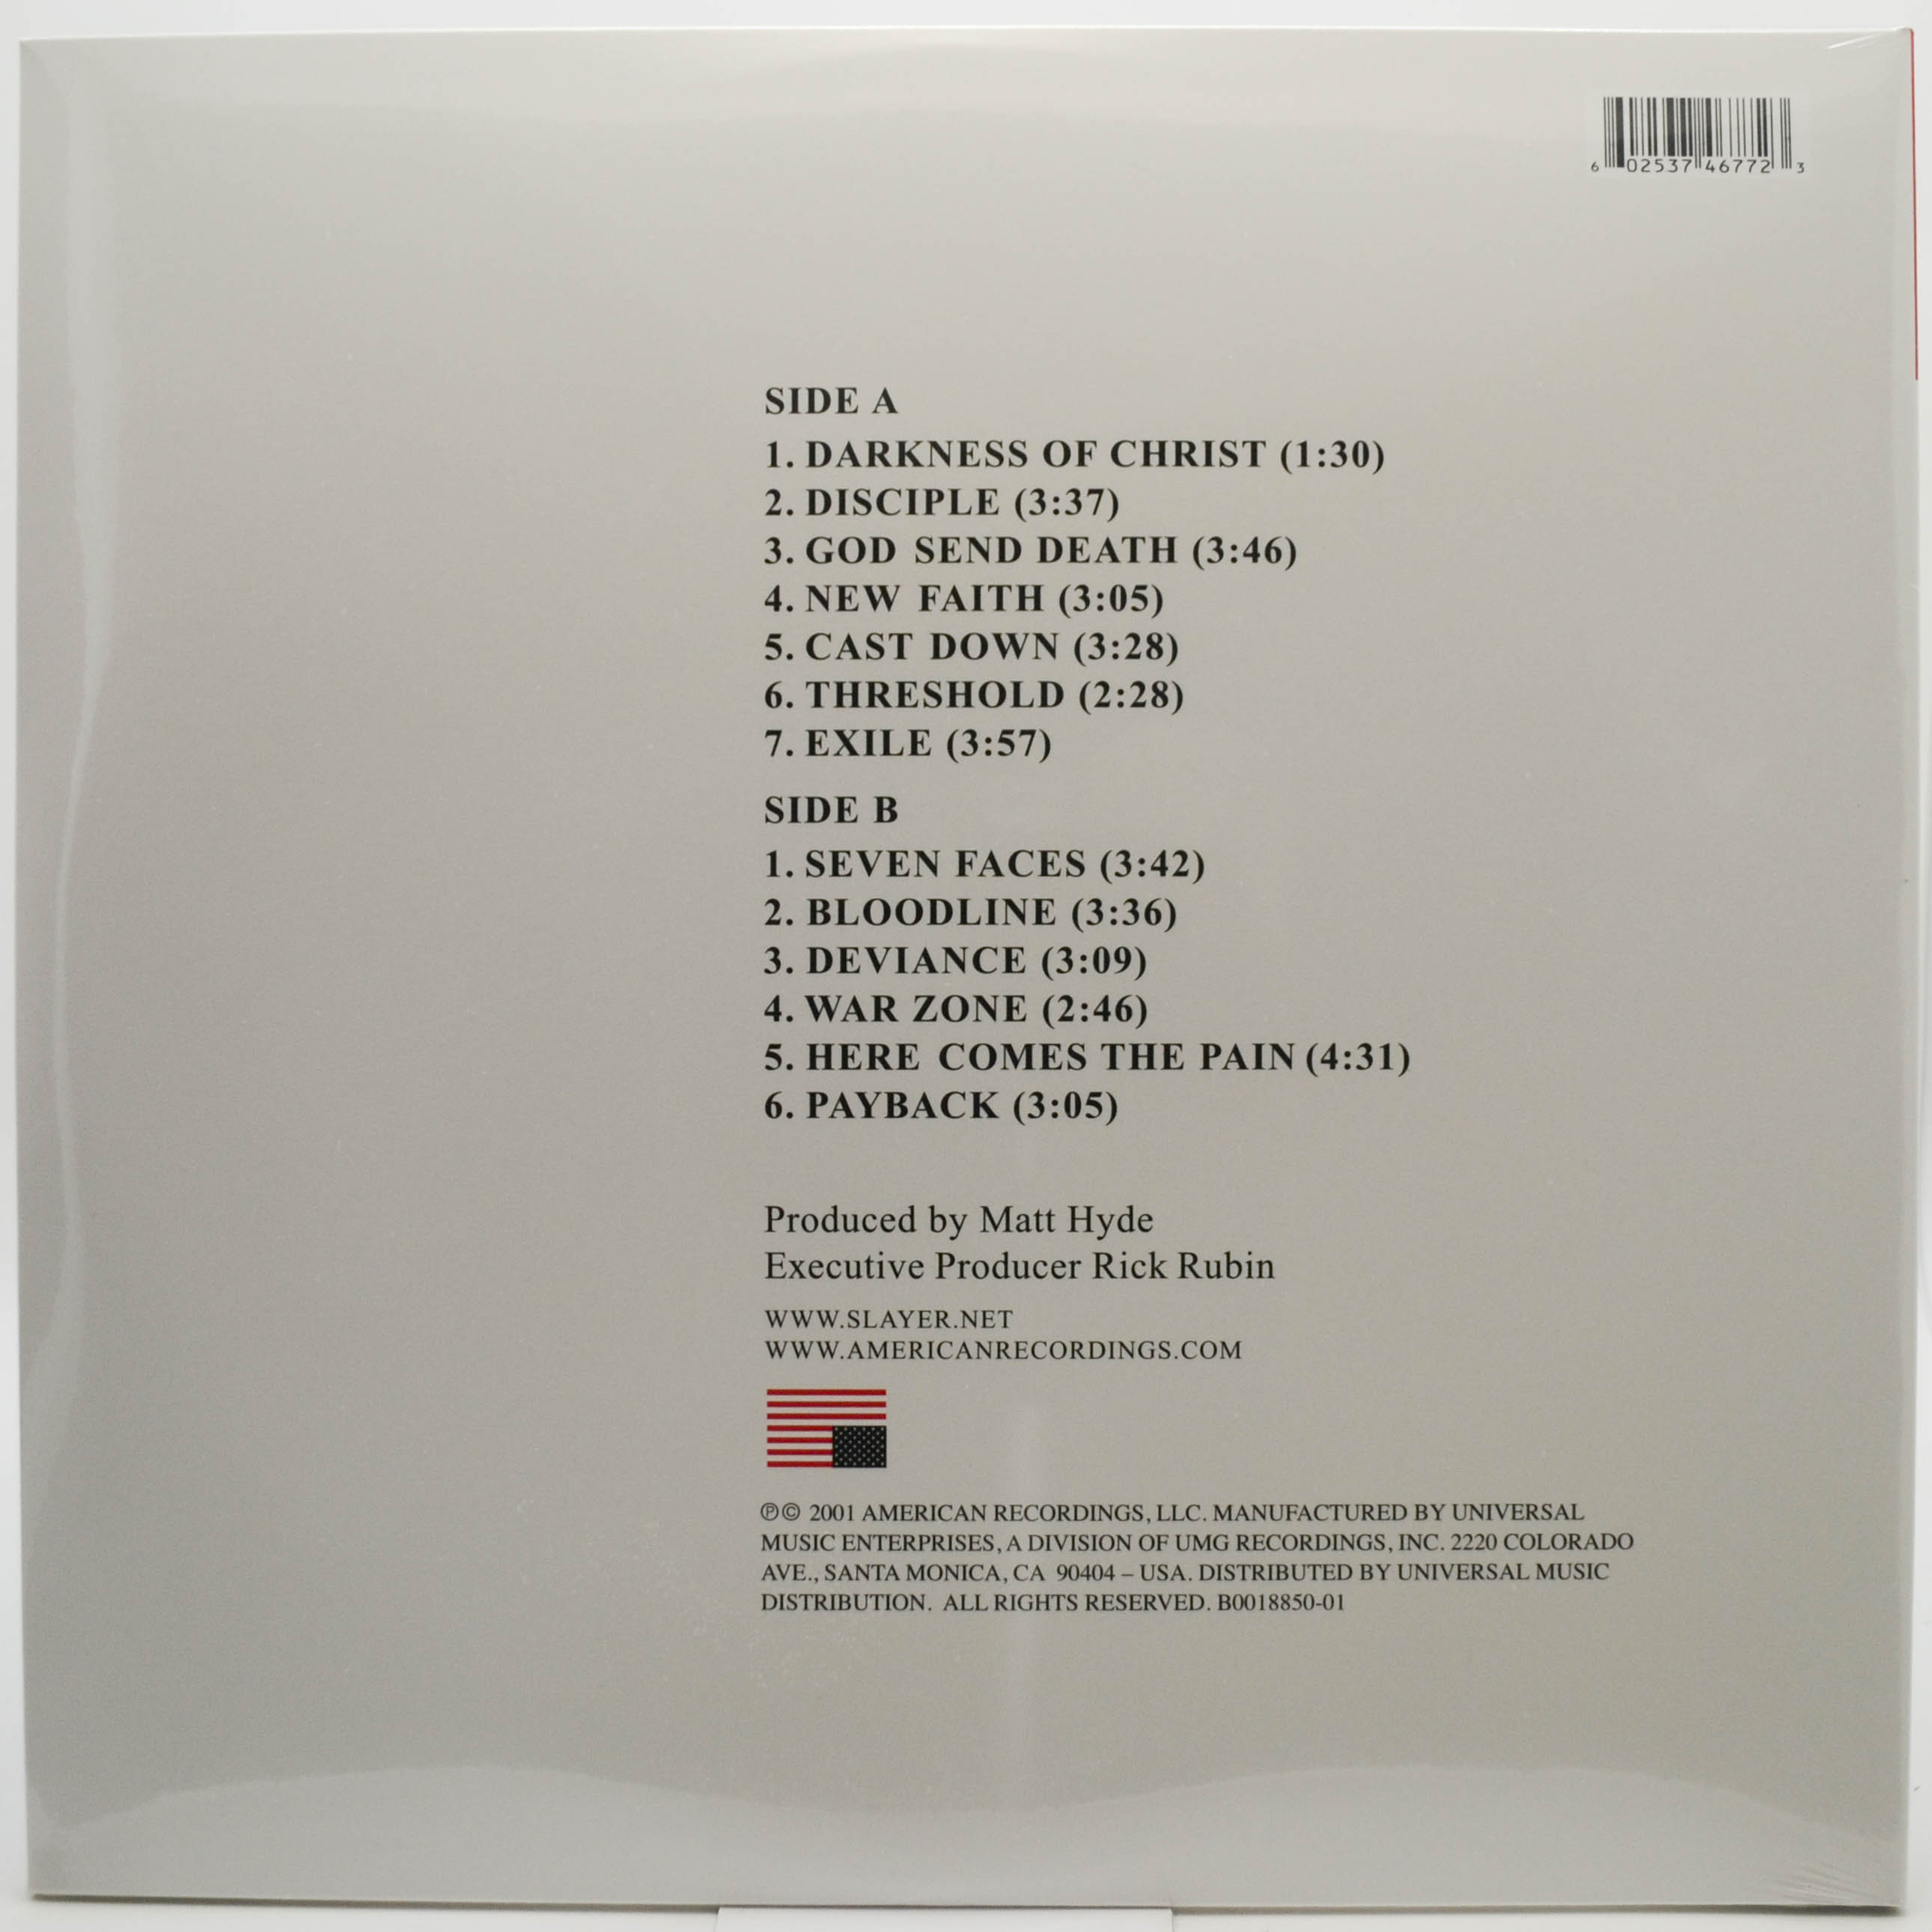 6 02537 46772 3
SIDE A
1. DARKNESS OF CHRIST (1:30)
2. DISCIPLE (3:37)
3. GOD SEND DEATH (3:46)
4. NEW FAITH (3:05)
5. CAST DOWN (3:28)
6. THRESHOLD (2:28)
7. EXILE (3:57)
SIDE B
1. SEVEN FACES (3:42)
2. BLOODLINE (3:36)
3. DEVIANCE (3:09)
4. WAR ZONE (2:46)
5. HERE COMES THE PAIN (4:31)
6. PAYBACK (3:05)
Produced by Matt Hyde
Executive Producer Rick Rubin
WWW.SLAYER.NET
WWW.AMERICANRECORDINGS.COM
℗© 2001 AMERICAN RECORDINGS, LLC. MANUFACTURED BY UNIVERSAL
MUSIC ENTERPRISES, A DIVISION OF UMG RECORDINGS, INC. 2220 COLORADO
AVE., SANTA MONICA, CA 90404 – USA. DISTRIBUTED BY UNIVERSAL MUSIC
DISTRIBUTION. ALL RIGHTS RESERVED. B0018850-01